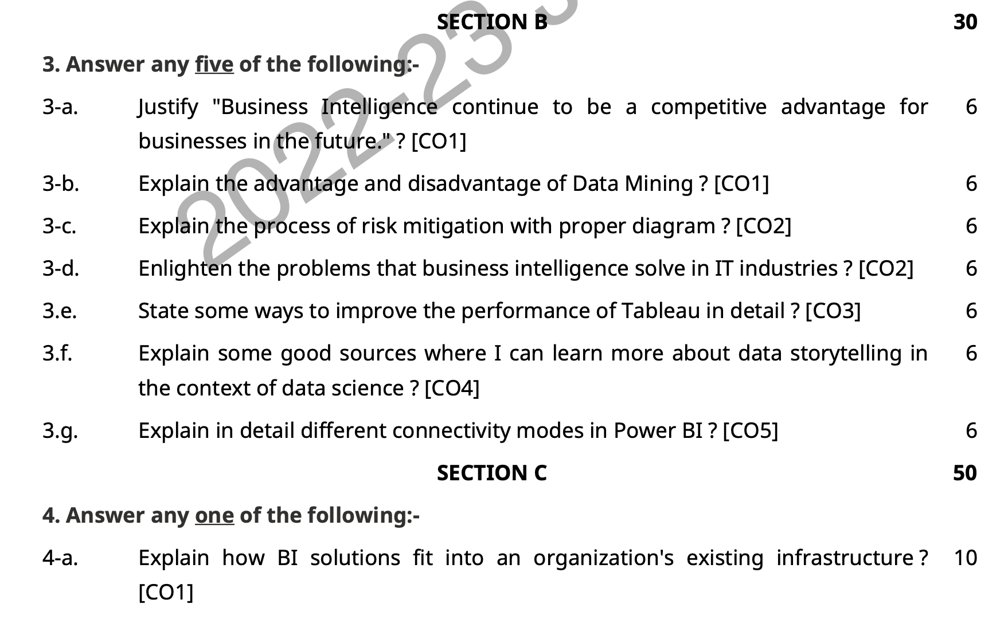 SECTION B 30
3. Answer any five of the following:-
3-a. Justify "Business Intelligence continue to be a competitive advantage for 6
businesses in the future." ? [CO1]
3-b. Explain the advantage and disadvantage of Data Mining ? [CO1] 6
3-c. Explain the process of risk mitigation with proper diagram ? [CO2] 6
3-d. Enlighten the problems that business intelligence solve in IT industries ? [CO2] 6
3.e. State some ways to improve the performance of Tableau in detail ? [CO3] 6
3.f. Explain some good sources where I can learn more about data storytelling in 6
the context of data science ? [CO4]
3.g. Explain in detail different connectivity modes in Power BI ? [CO5] 6
SECTION C 50
4. Answer any one of the following:-
4-a. Explain how BI solutions fit into an organization's existing infrastructure ? 10
[CO1]
2022-23